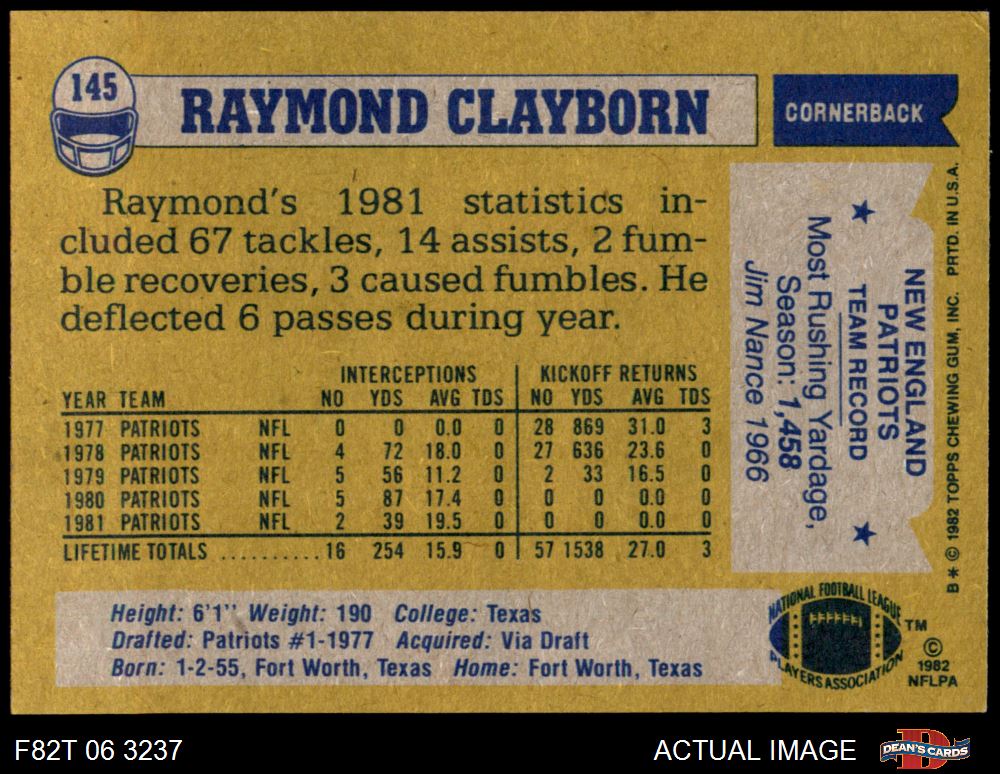 145
RAYMOND CLAYBORN
CORNERBACK
Raymond's 1981 statistics in-
cluded 67 tackles, 14 assists, 2 fum-
ble recoveries, 3 caused fumbles. He
deflected 6 passes during year.
INTERCEPTIONS KICKOFF RETURNS
YEAR TEAM NO YDS AVG TDS NO YDS AVG TDS
1977 PATRIOTS NFL 0 0 0.0 0 28 869 31.0 3
1978 PATRIOTS NFL 4 72 18.0 0 27 636 23.6 0
1979 PATRIOTS NFL 5 56 11.2 0 2 33 16.5 0
1980 PATRIOTS NFL 5 87 17.4 0 0 0 0.0 0
1981 PATRIOTS NFL 2 39 19.5 0 0 0 0.0 0
LIFETIME TOTALS .......... 16 254 15.9 0 57 1538 27.0 3
Height: 6'1" Weight: 190 College: Texas
Drafted: Patriots #1-1977 Acquired: Via Draft
Born: 1-2-55, Fort Worth, Texas Home: Fort Worth, Texas
NEW ENGLAND
PATRIOTS
TEAM RECORD
Most Rushing Yardage,
Season: 1,458
Jim Nance 1966
B * © 1982 TOPPS CHEWING GUM, INC. PRTD. IN U.S.A.
NATIONAL FOOTBALL LEAGUE
PLAYERS ASSOCIATION
TM
©
1982
NFLPA
F82T 06 3237
ACTUAL IMAGE
D
DEAN'S CARDS